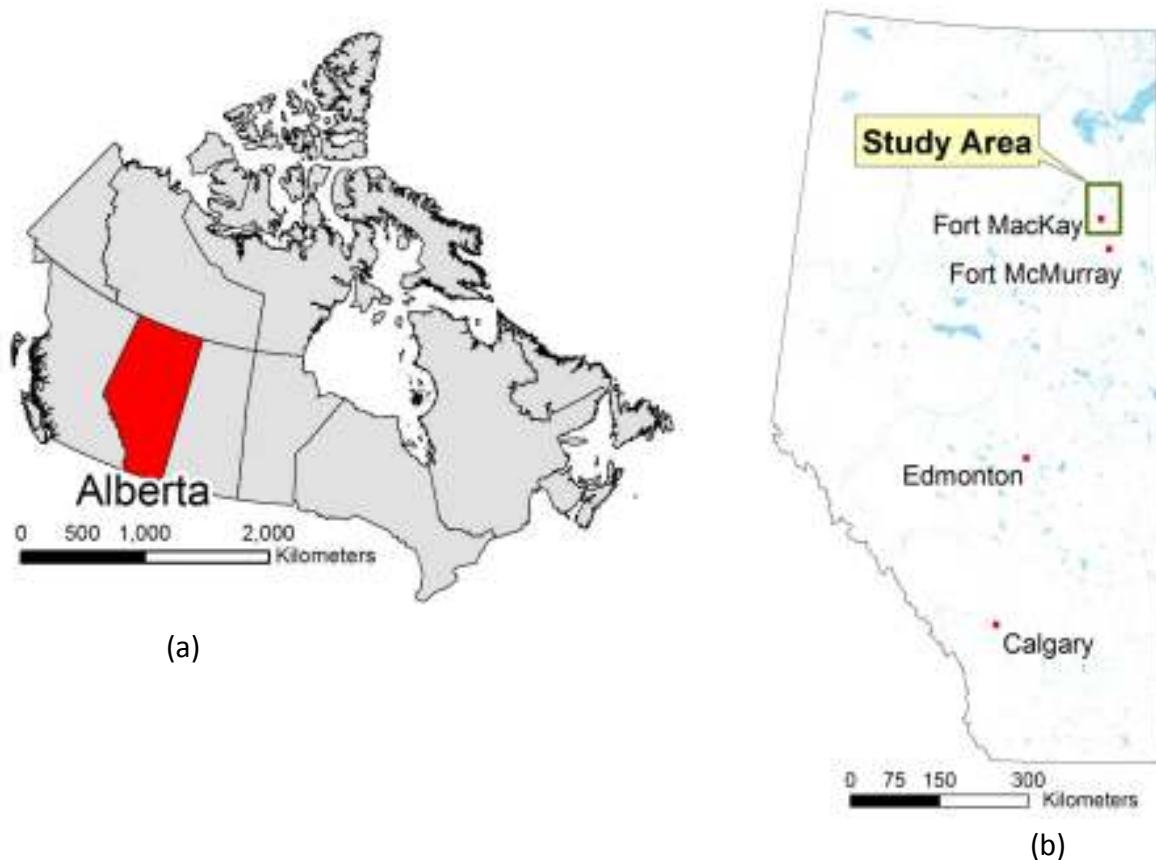 Alberta
0 500 1,000 2,000
Kilometers
(a)
Study Area
Fort MacKay
Fort McMurray
Edmonton
Calgary
0 75 150 300
Kilometers
(b)